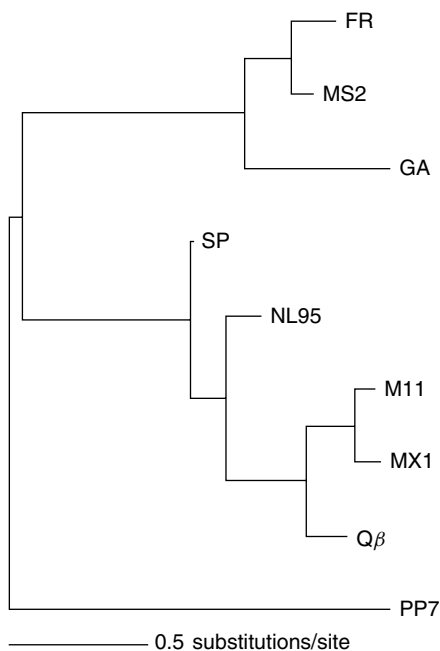 FR
MS2
GA
SP
NL95
M11
MX1
Qβ
PP7
0.5 substitutions/site